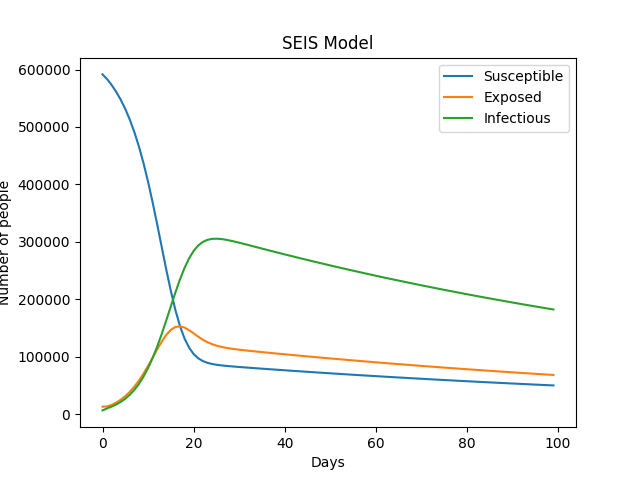 SEIS Model
Number of people
600000
500000
400000
300000
200000
100000
0
Susceptible
Exposed
Infectious
0 20 40 60 80 100
Days